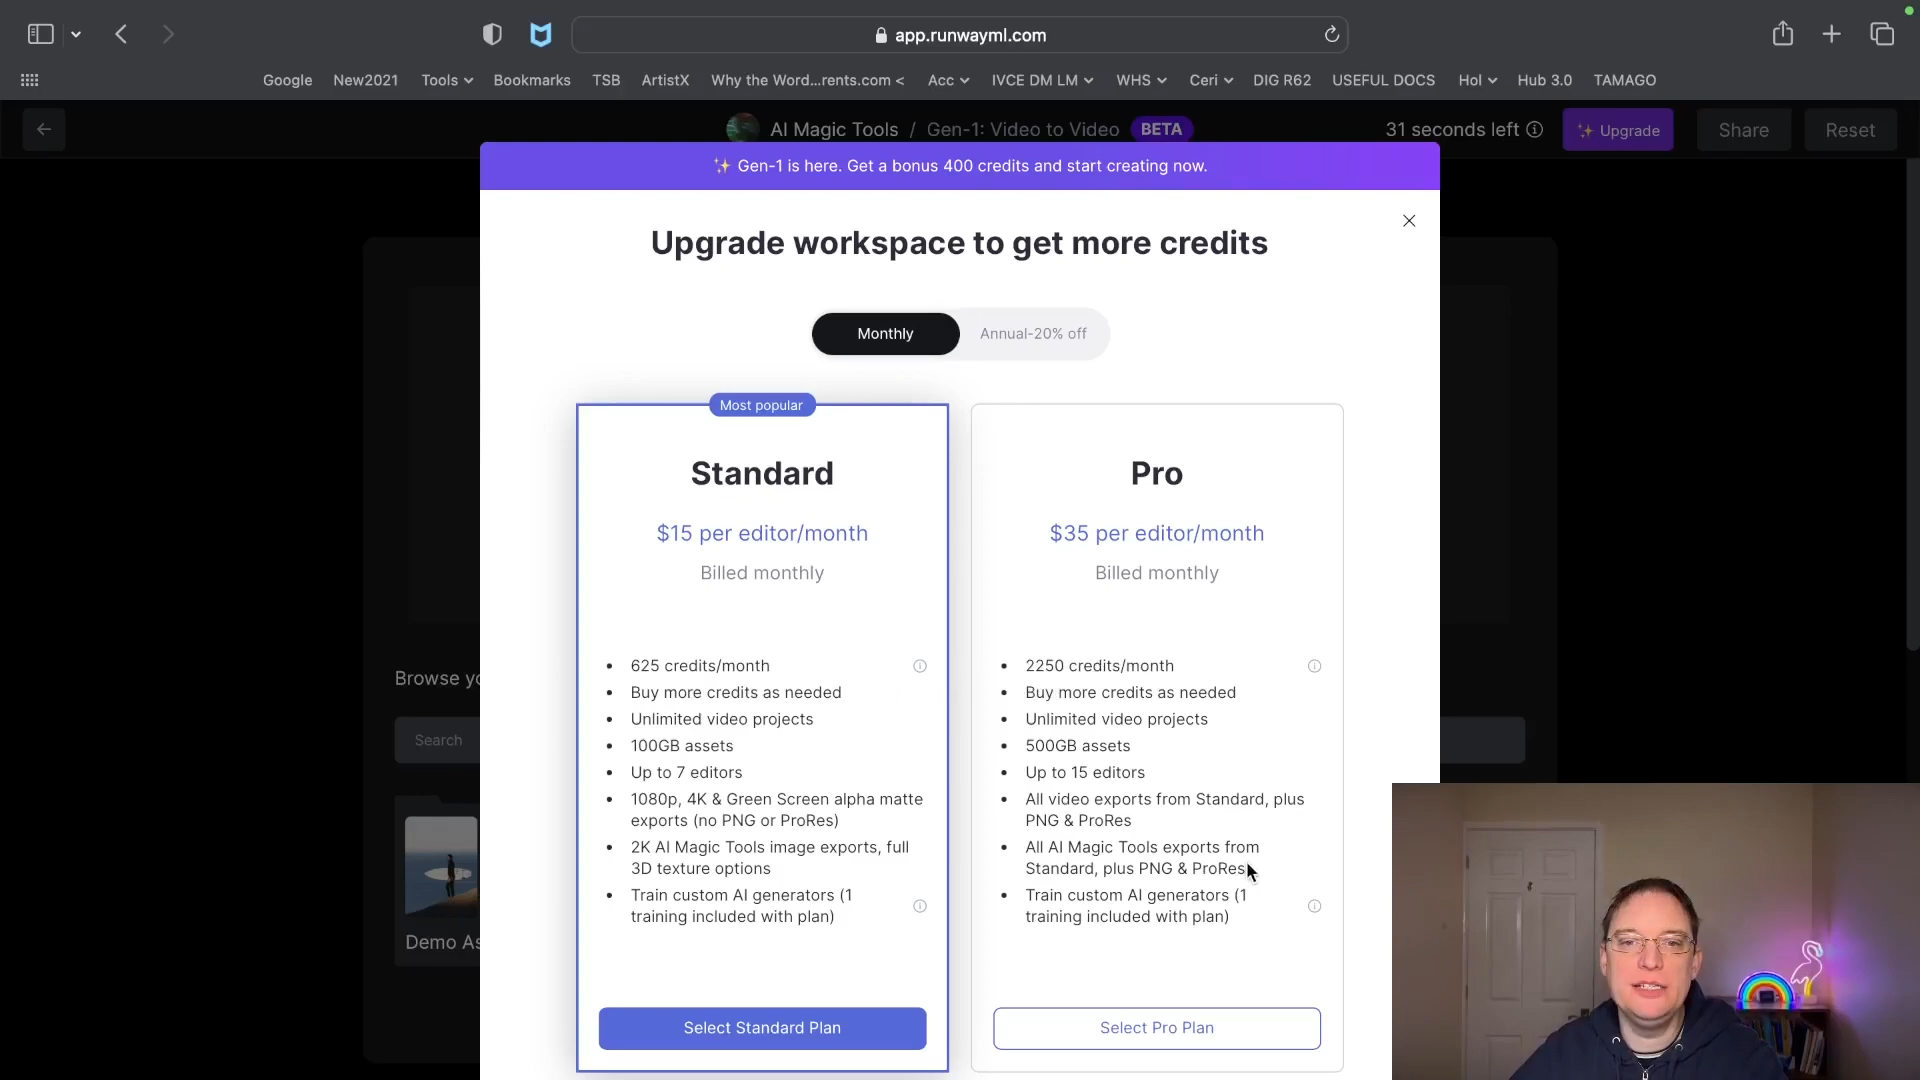 app.runwayml.com
Google New2021 Tools Bookmarks TSB ArtistX Why the Word...rents.com < Acc IVCE DM LM WHS Ceri DIG R62 USEFUL DOCS Hol Hub 3.0 TAMAGO
AI Magic Tools / Gen-1: Video to Video BETA 31 seconds left Upgrade Share Reset
Gen-1 is here. Get a bonus 400 credits and start creating now.
Upgrade workspace to get more credits
Monthly Annual-20% off
Most popular
Standard
$15 per editor/month
Billed monthly
625 credits/month
Buy more credits as needed
Unlimited video projects
100GB assets
Up to 7 editors
1080p, 4K & Green Screen alpha matte
exports (no PNG or ProRes)
2K AI Magic Tools image exports, full
3D texture options
Train custom AI generators (1
training included with plan)
Select Standard Plan
Pro
$35 per editor/month
Billed monthly
2250 credits/month
Buy more credits as needed
Unlimited video projects
500GB assets
Up to 15 editors
All video exports from Standard, plus
PNG & ProRes
All AI Magic Tools exports from
Standard, plus PNG & ProRes
Train custom AI generators (1
training included with plan)
Select Pro Plan
Browse yo
Search
Demo As